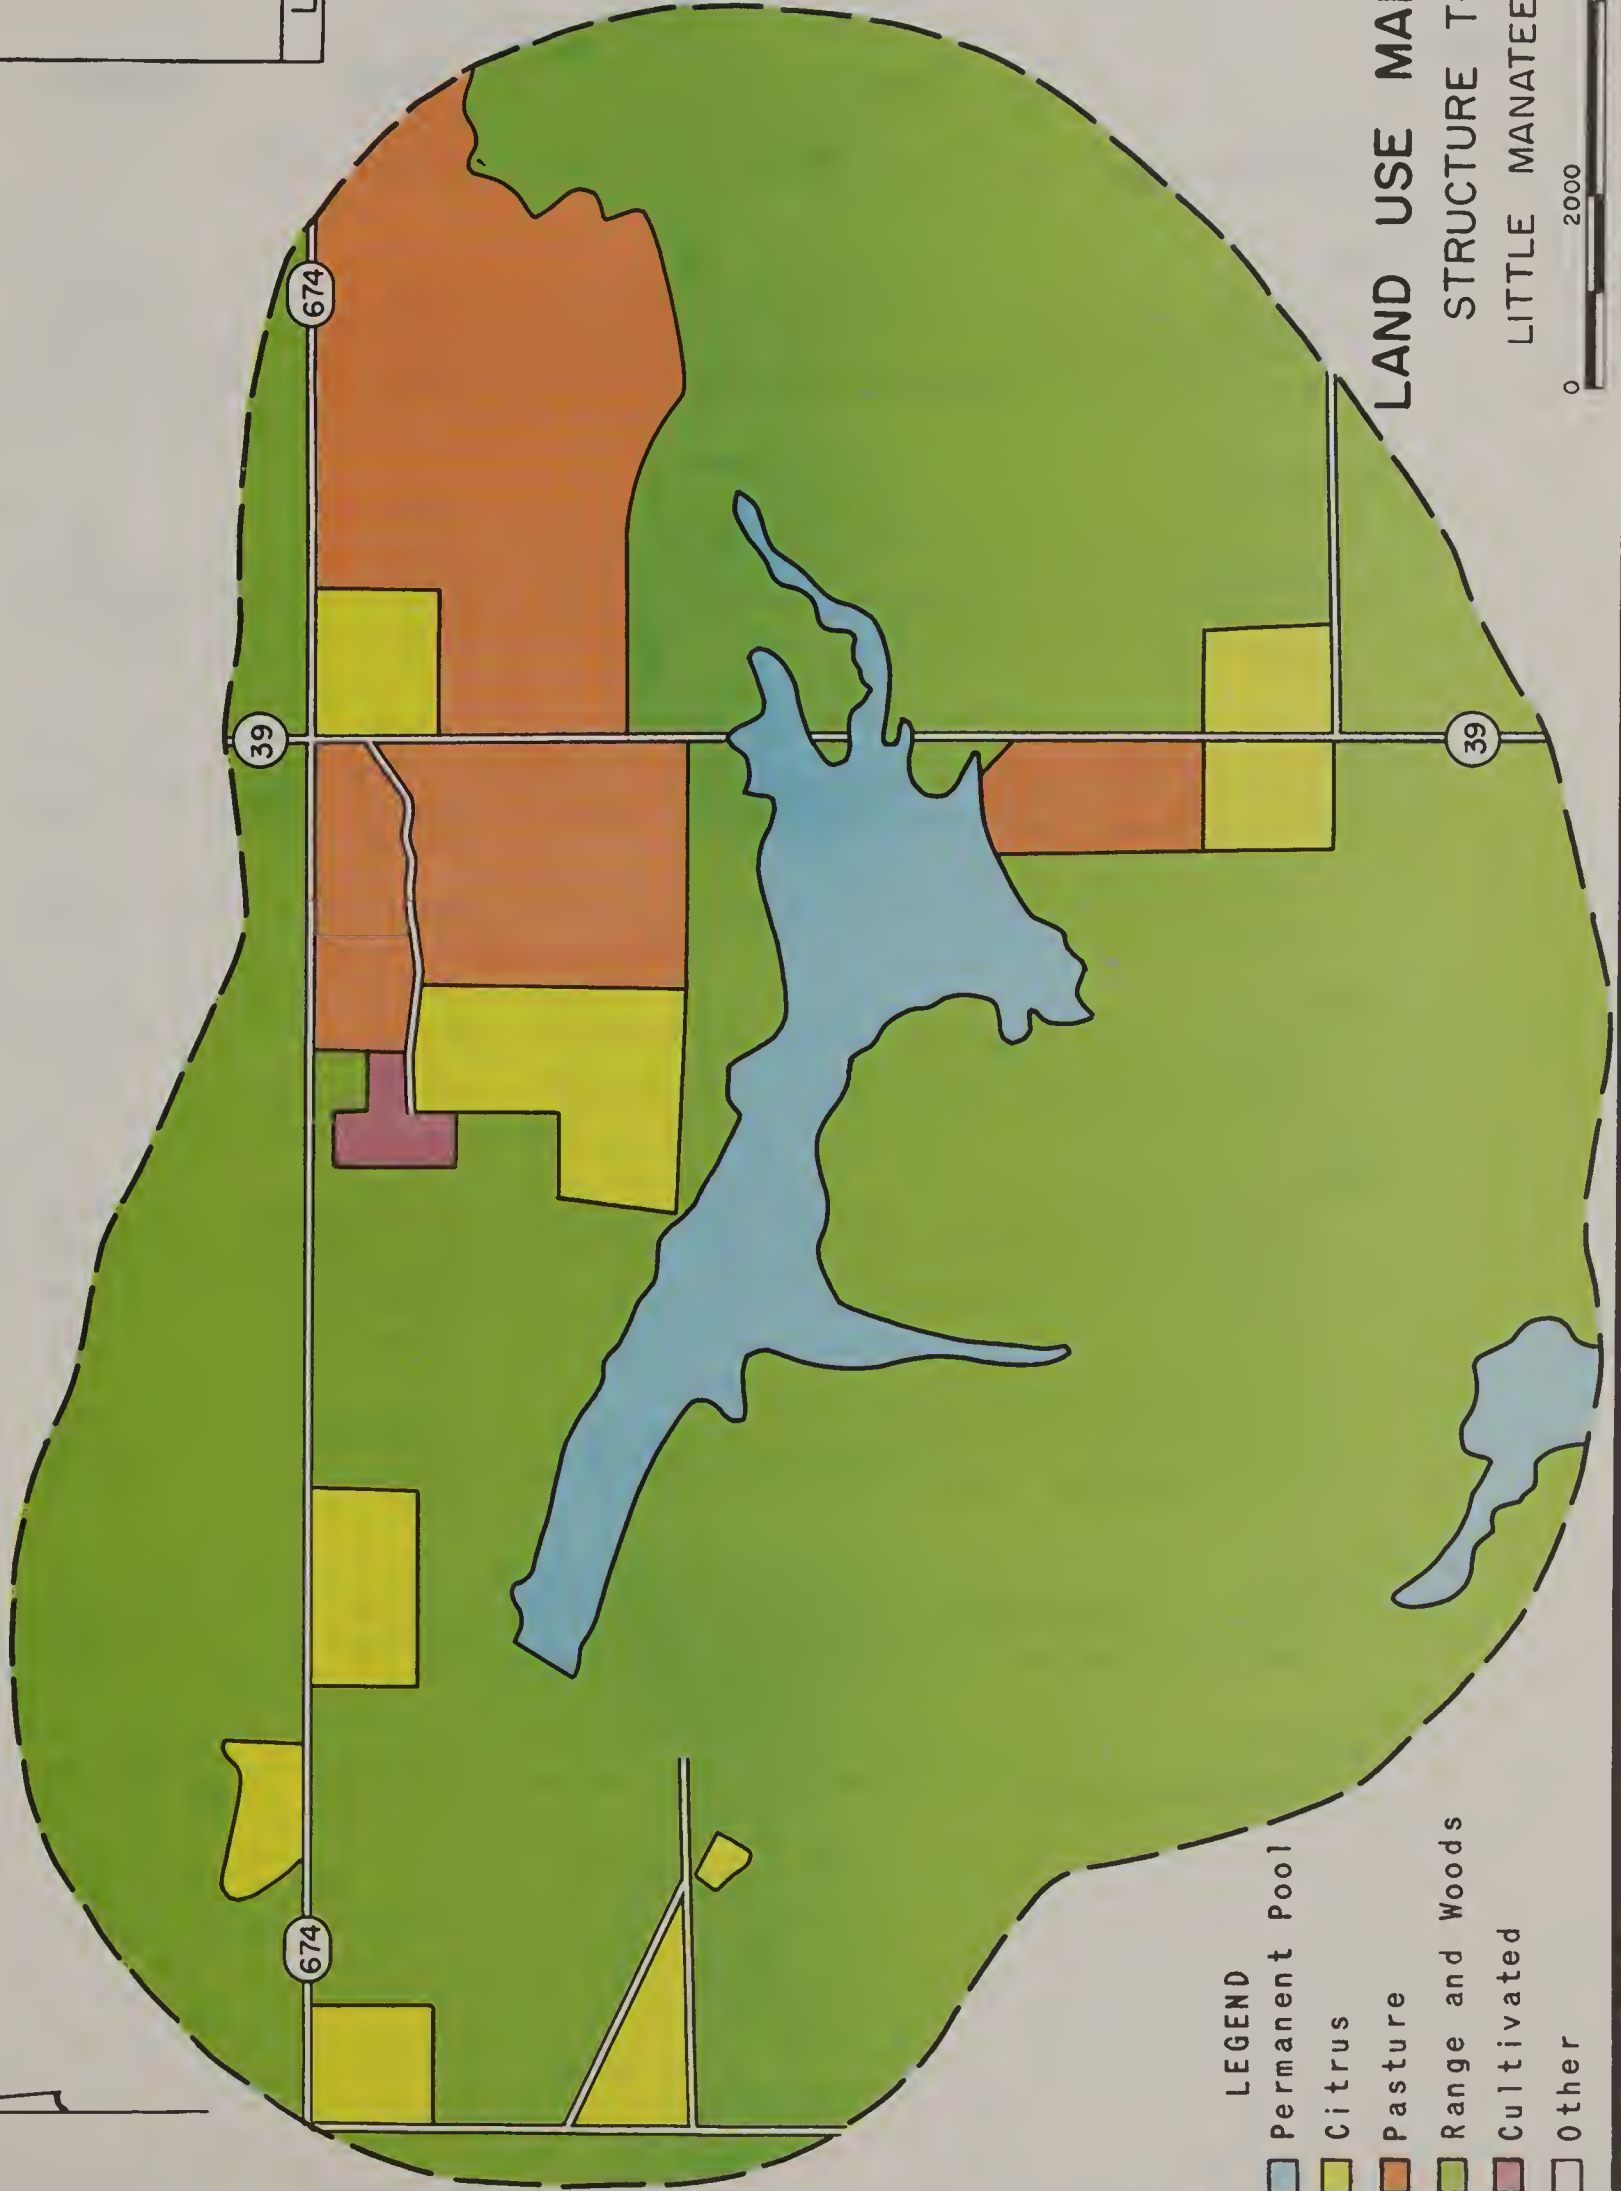 674
39
674
39
LAND USE MA
STRUCTURE
LITTLE MANATEE
0 2000
LEGEND
Permanent Pool
Citrus
Pasture
Range and Woods
Cultivated
Other